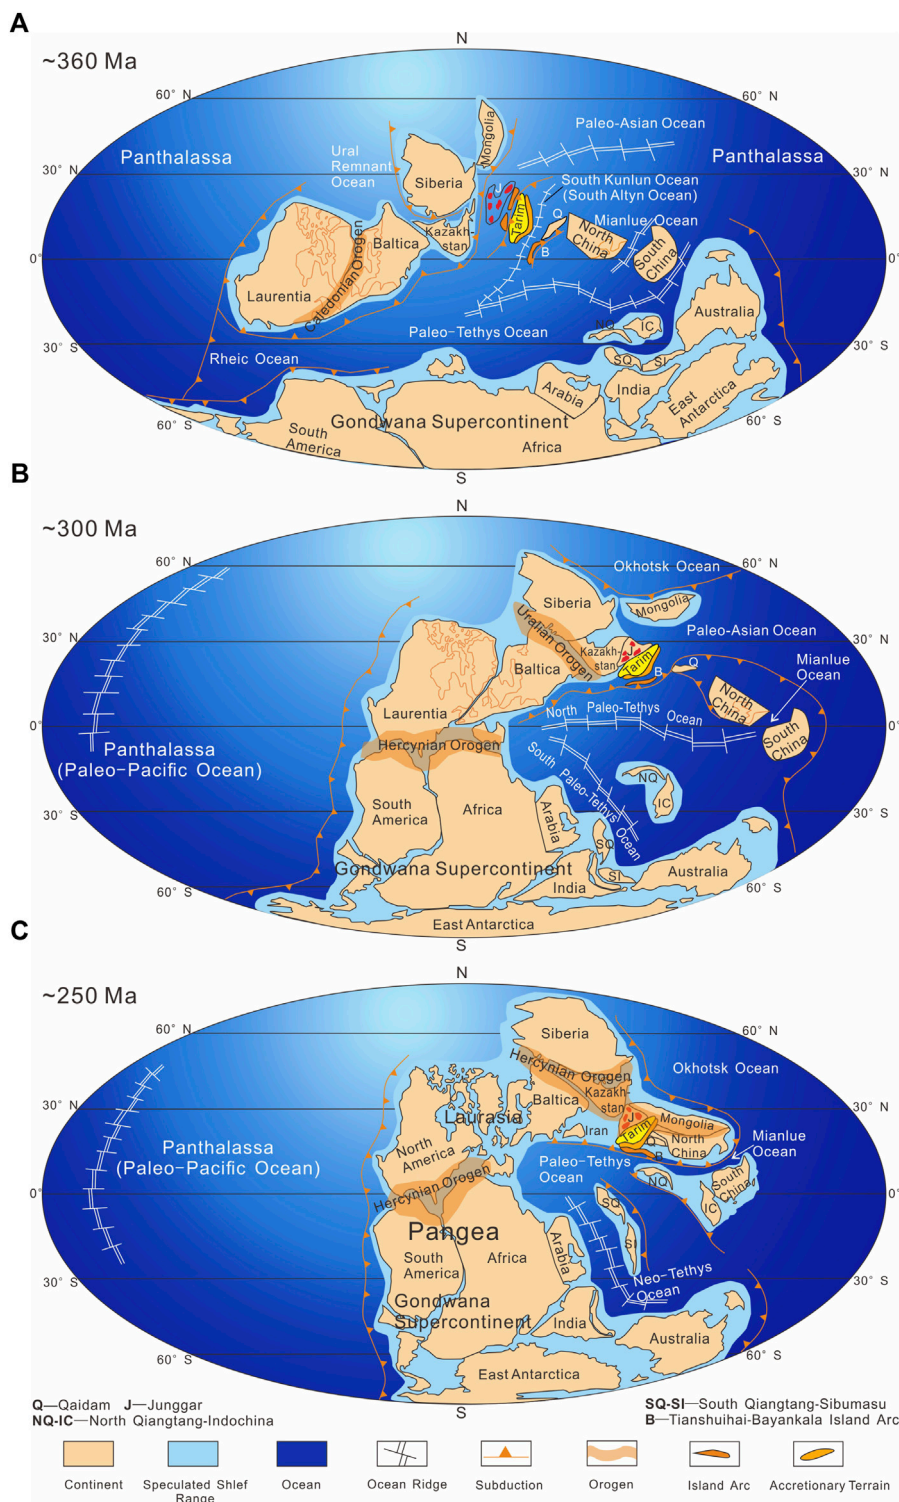 A
N
~360 Ma
60° N
60° N
Mongolia
Paleo-Asian Ocean
Panthalassa
Ural
Remnant
Ocean
Panthalassa
30° N
30° N
Siberia
J
South Kunlun Ocean
(South Altyn Ocean)
Tarim
Q
Mianlue Ocean
Kazakh-
stan
Baltica
North
China
South
China
B
0°
0°
Caledonian Orogen
Laurentia
Australia
Paleo-Tethys Ocean
NQ
IC
30° S
30° S
Rheic Ocean
SQ
SI
Arabia
India
East
Antarctica
Gondwana Supercontinent
60° S
60° S
South
America
Africa
S
B
N
~300 Ma
60° N
60° N
Okhotsk Ocean
Siberia
Mongolia
Uralian Orogen
30° N
30° N
Paleo-Asian Ocean
Kazakh-
stan
J
Tarim
Baltica
B
Q
Mianlue
Ocean
North
China
Laurentia
North Paleo-Tethys Ocean
0°
0°
South
China
Hercynian Orogen
Panthalassa
(Paleo-Pacific Ocean)
South Paleo-Tethys Ocean
NQ
IC
South
America
Africa
Arabia
30° S
30° S
SQ
Gondwana Supercontinent
SI
Australia
India
60° S
60° S
East Antarctica
S
C
N
~250 Ma
60° N
60° N
Siberia
Hercynian Orogen
Okhotsk Ocean
Kazakh-
stan
Baltica
30° N
30° N
Laurasia
J
Mongolia
Iran
Tarim
Q
North
China
Mianlue
Ocean
Panthalassa
(Paleo-Pacific Ocean)
North
America
Paleo-Tethys
Ocean
B
NQ
South
China
Hercynian Orogen
0°
0°
SQ
IC
Pangea
SI
South
America
Africa
Arabia
30° S
30° S
Neo-Tethys
Ocean
Gondwana
Supercontinent
India
Australia
60° S
60° S
East Antarctica
S
Q—Qaidam J—Junggar
SQ-SI—South Qiangtang-Sibumasu
NQ-IC—North Qiangtang-Indochina
B—Tianshuihai-Bayankala Island Arc
Continent
Speculated Shlef
Range
Ocean
Ocean Ridge
Subduction
Orogen
Island Arc
Accretionary Terrain